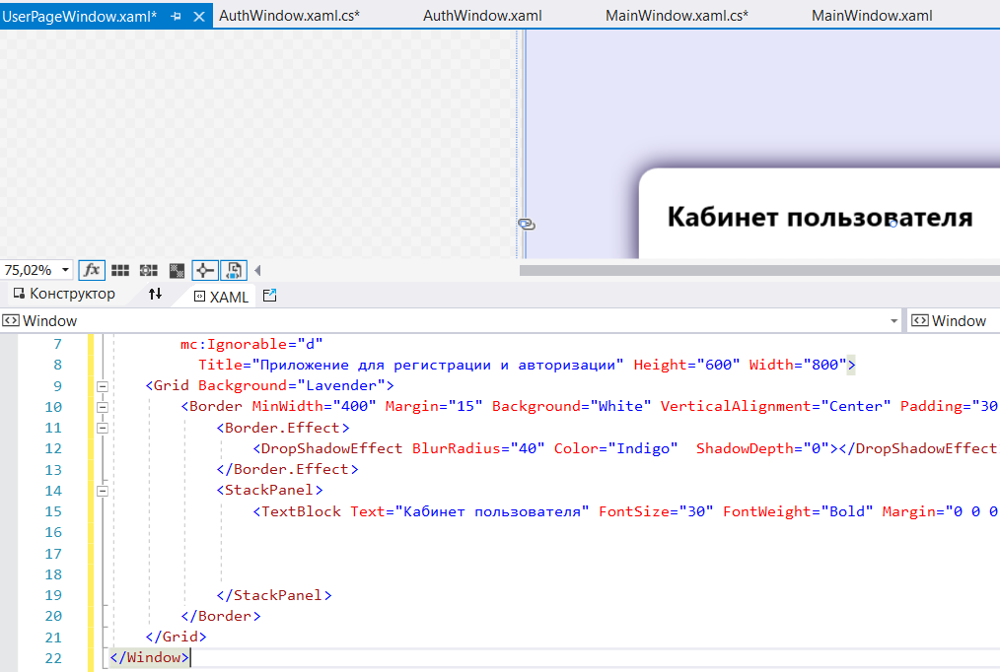 UserPageWindow.xaml* AuthWindow.xaml.cs* AuthWindow.xaml MainWindow.xaml.cs* MainWindow.xaml
Кабинет пользователя
75,02% fx
Конструктор XAML
Window Window
7 mc:Ignorable="d"
8 Title="Приложение для регистрации и авторизации" Height="600" Width="800">
9 <Grid Background="Lavender">
10 <Border MinWidth="400" Margin="15" Background="White" VerticalAlignment="Center" Padding="30
11 <Border.Effect>
12 <DropShadowEffect BlurRadius="40" Color="Indigo"  ShadowDepth="0"></DropShadowEffect
13 </Border.Effect>
14 <StackPanel>
15 <TextBlock Text="Кабинет пользователя" FontSize="30" FontWeight="Bold" Margin="0 0 0
16
17
18
19 </StackPanel>
20 </Border>
21 </Grid>
22 </Window>